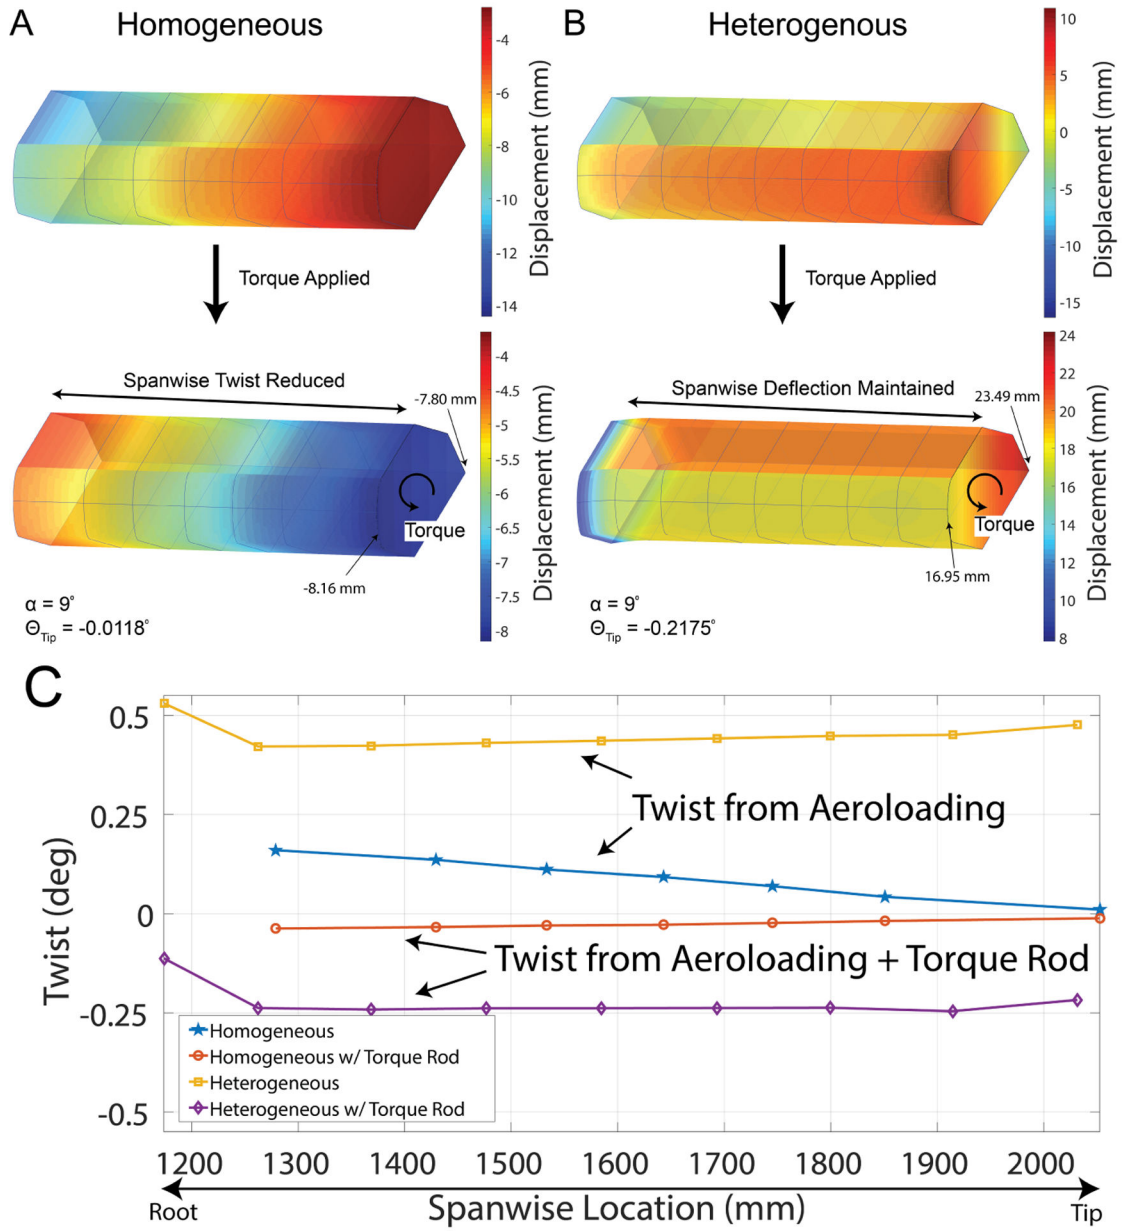 A
Homogeneous
-4
-6
-8
-10
-12
-14
Displacement (mm)
B
Heterogenous
10
5
0
-5
-10
-15
Displacement (mm)
Torque Applied
Torque Applied
Spanwise Twist Reduced
-7.80 mm
Torque
-8.16 mm
α = 9°
ΘTip = -0.0118°
-4
-4.5
-5
-5.5
-6
-6.5
-7
-7.5
-8
Displacement (mm)
Spanwise Deflection Maintained
23.49 mm
Torque
16.95 mm
α = 9°
ΘTip = -0.2175°
24
22
20
18
16
14
12
10
8
Displacement (mm)
C
0.5
0.25
0
-0.25
-0.5
Twist (deg)
Twist from Aeroloading
Twist from Aeroloading + Torque Rod
Homogeneous
Homogeneous w/ Torque Rod
Heterogeneous
Heterogeneous w/ Torque Rod
1200 1300 1400 1500 1600 1700 1800 1900 2000
Root
Spanwise Location (mm)
Tip